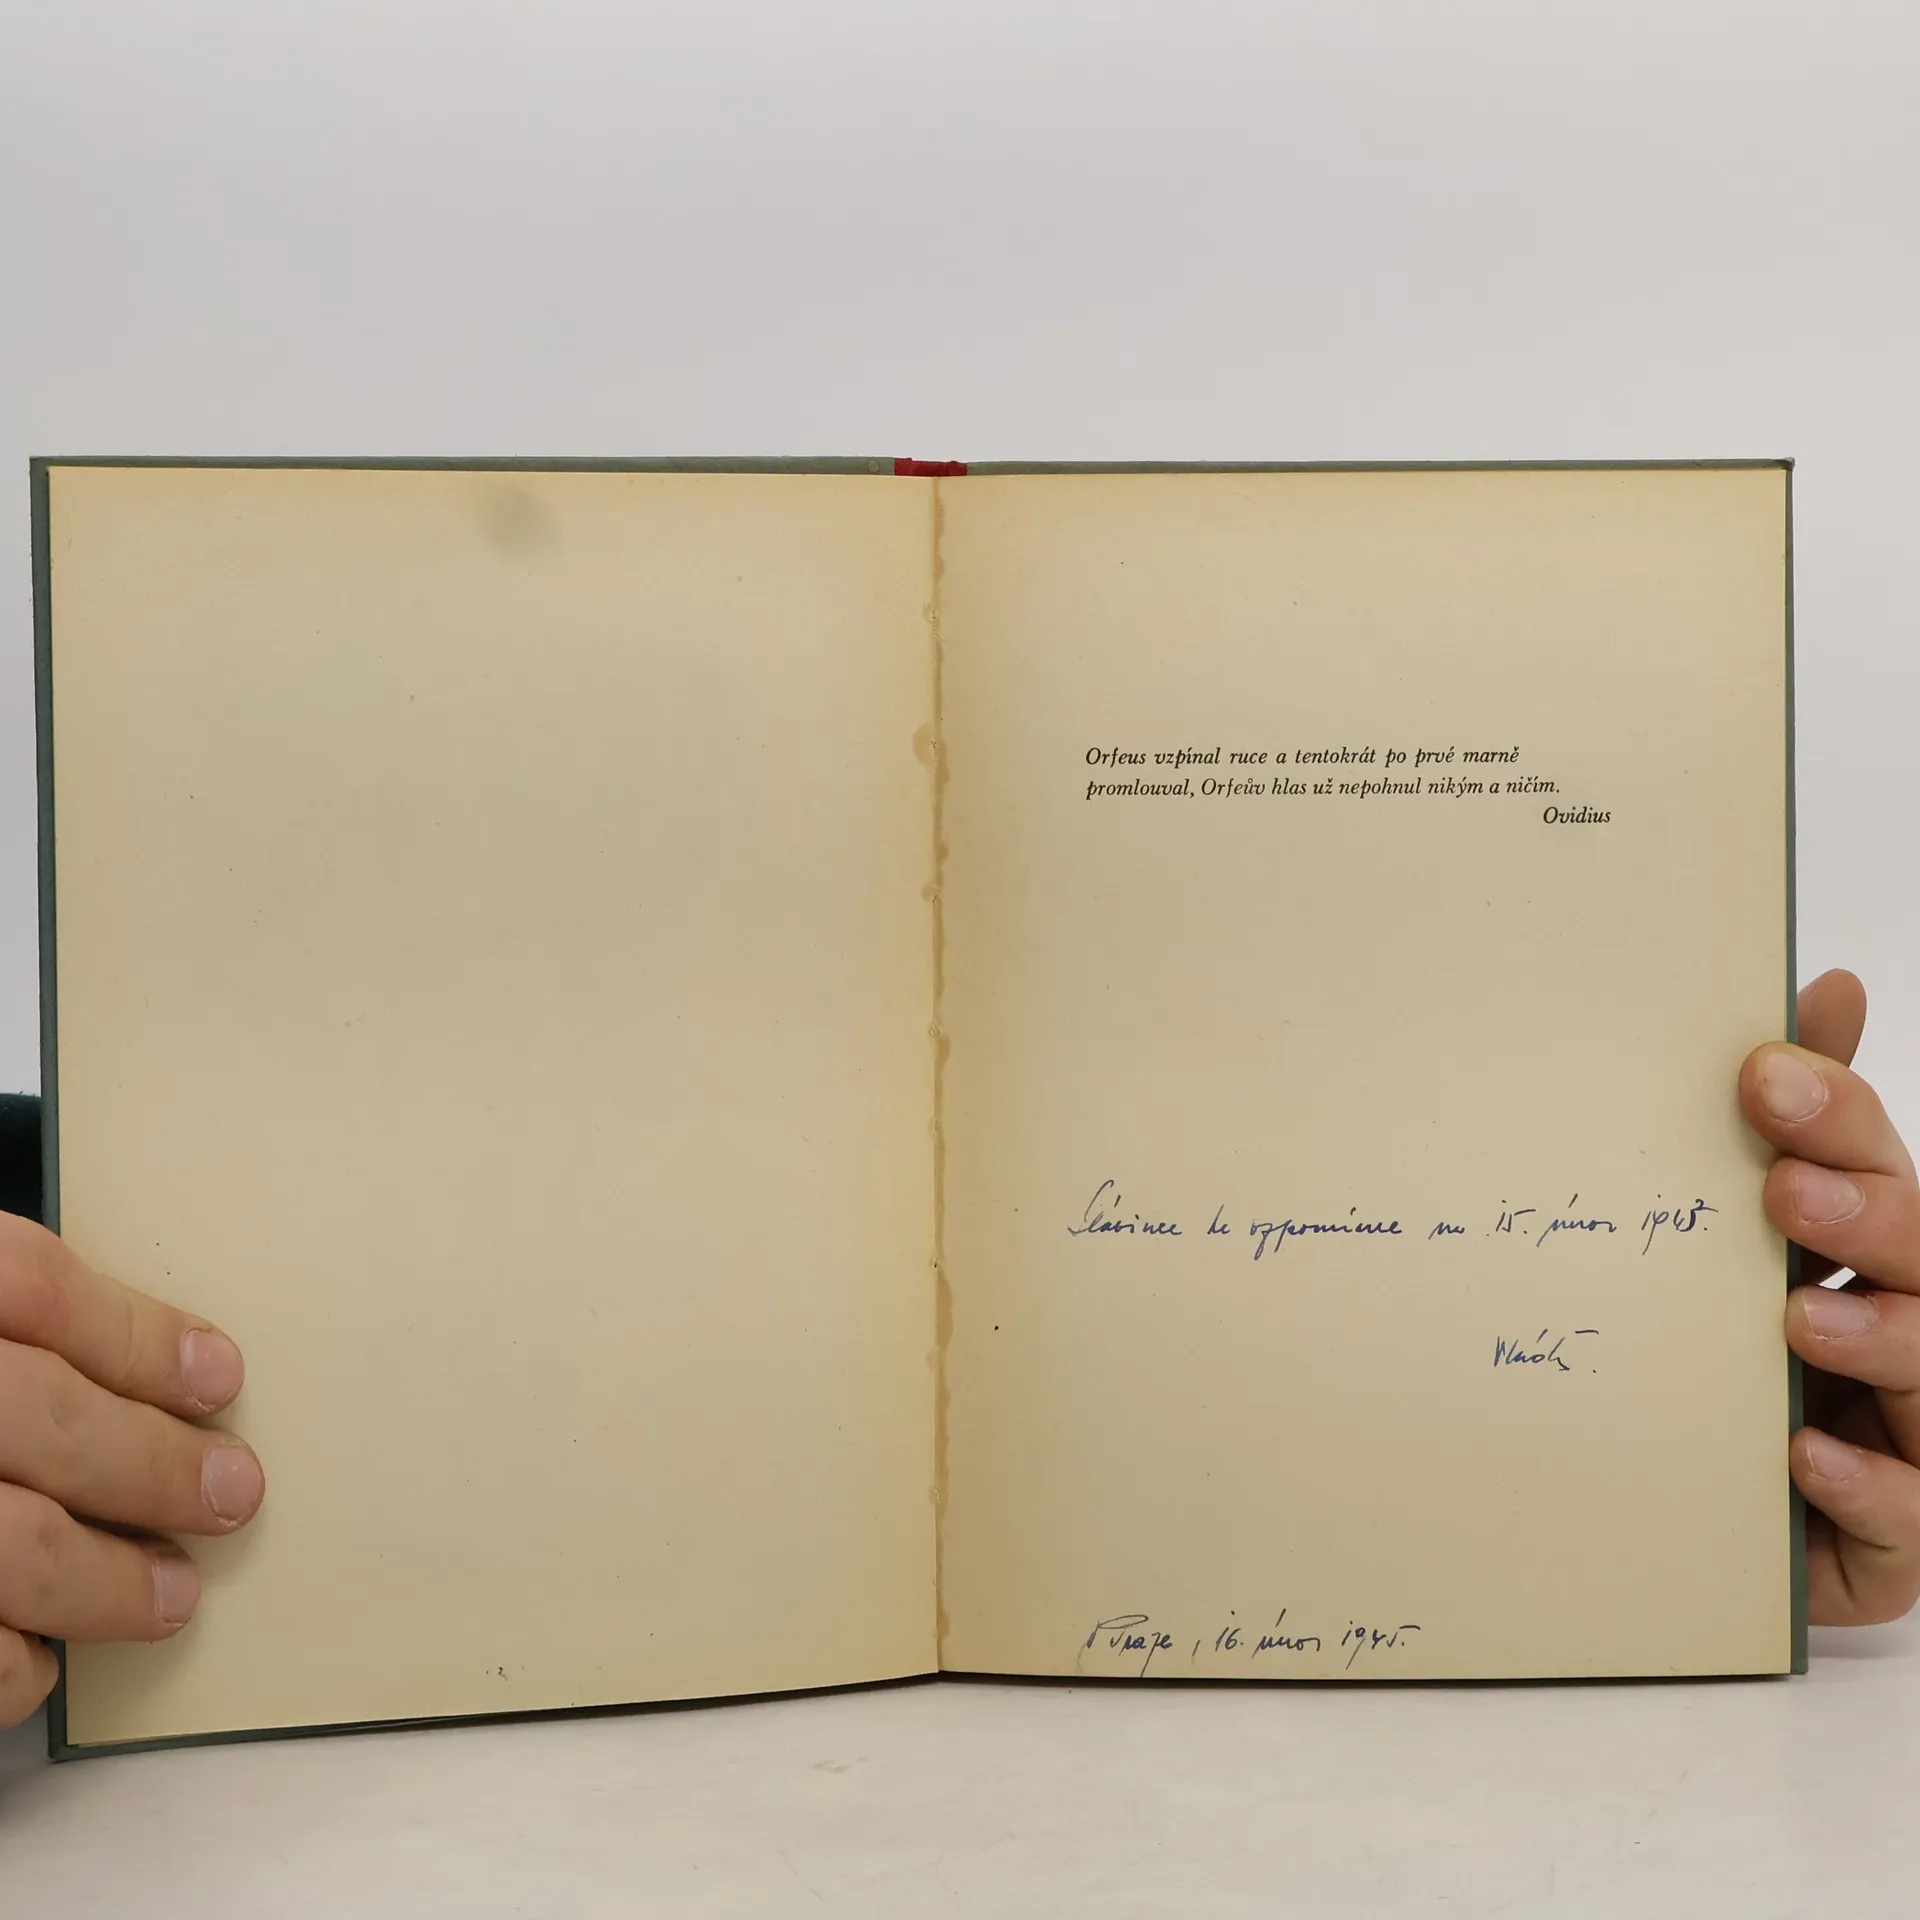 Orfeus vzpínal ruce a tentokrát po prvé marně
promlouval, Orfeův hlas už nepohnul nikým a ničím.
Ovidius
Slávince ke vzpomínce na 15. únor
V Praze, 16. únor 1945.